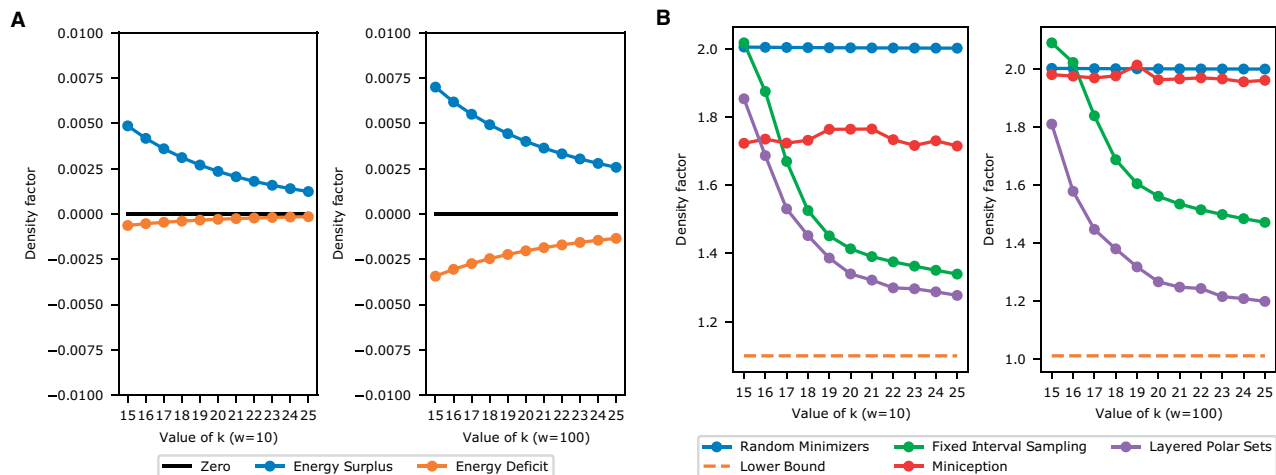 A
0.0100
0.0075
0.0050
0.0025
0.0000
−0.0025
−0.0050
−0.0075
−0.0100
Density factor
15 16 17 18 19 20 21 22 23 24 25
Value of k (w=10)
0.0100
0.0075
0.0050
0.0025
0.0000
−0.0025
−0.0050
−0.0075
−0.0100
Density factor
15 16 17 18 19 20 21 22 23 24 25
Value of k (w=100)
Zero Energy Surplus Energy Deficit
B
2.0
1.8
1.6
1.4
1.2
Density factor
15 16 17 18 19 20 21 22 23 24 25
Value of k (w=10)
2.0
1.8
1.6
1.4
1.2
1.0
Density factor
15 16 17 18 19 20 21 22 23 24 25
Value of k (w=100)
Random Minimizers Fixed Interval Sampling Layered Polar Sets
Lower Bound Miniception